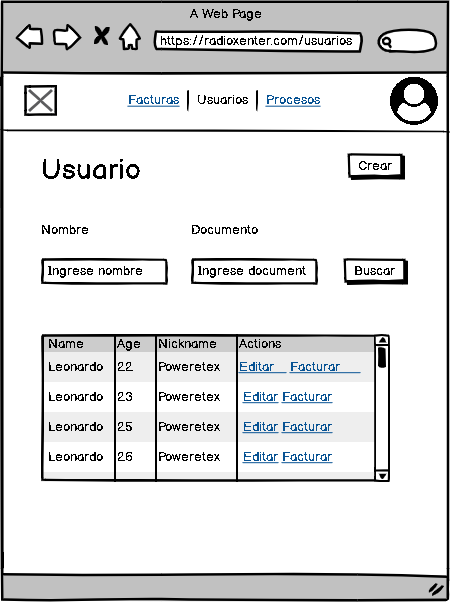 A Web Page
https://radioxenter.com/usuarios
Facturas Usuarios Procesos
Usuario Crear
Nombre Documento
Ingrese nombre Ingrese document Buscar
Name Age Nickname Actions
Leonardo 22 Poweretex Editar Facturar
Leonardo 23 Poweretex Editar Facturar
Leonardo 25 Poweretex Editar Facturar
Leonardo 26 Poweretex Editar Facturar